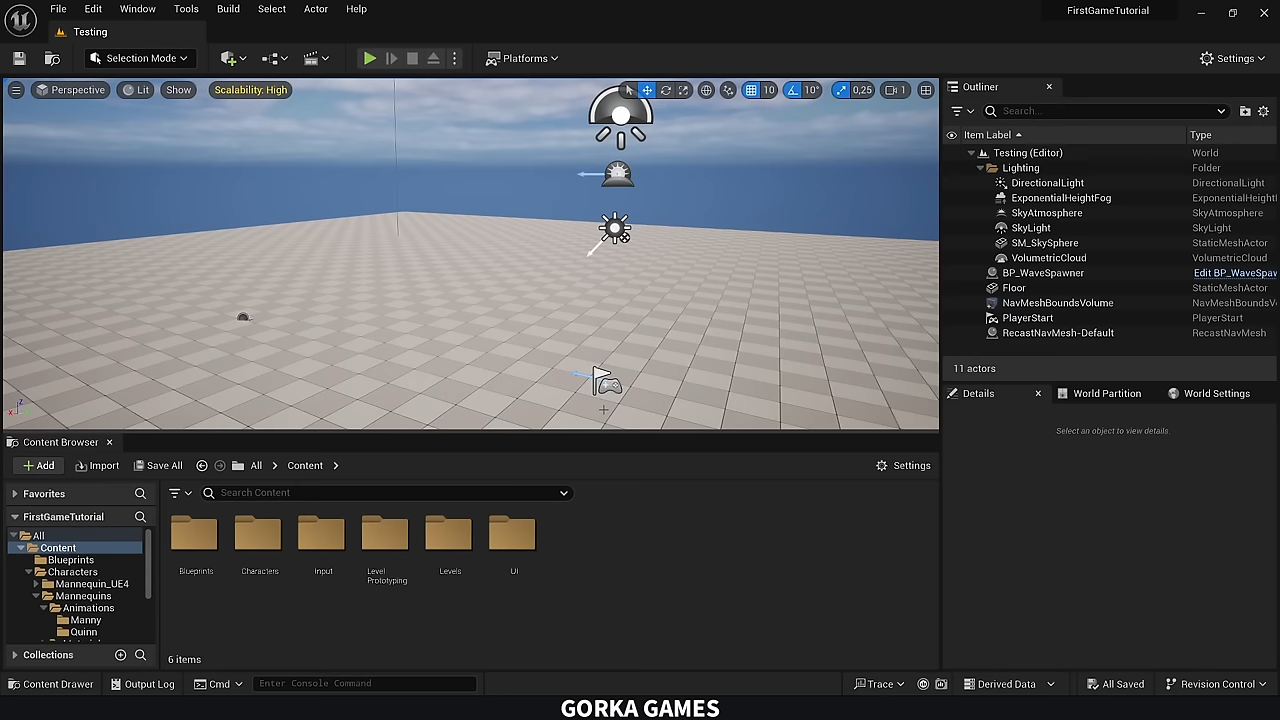 File Edit Window Tools Build Select Actor Help
FirstGameTutorial
Testing
Selection Mode
Platforms
Settings
Perspective Lit Show Scalability: High
10 10° 0,25 1
Outliner
Search...
Item Label Type
Testing (Editor) World
Lighting Folder
DirectionalLight DirectionalLight
ExponentialHeightFog ExponentialHeightI
SkyAtmosphere SkyAtmosphere
SkyLight SkyLight
SM_SkySphere StaticMeshActor
VolumetricCloud VolumetricCloud
BP_WaveSpawner Edit BP_WaveSpav
Floor StaticMeshActor
NavMeshBoundsVolume NavMeshBoundsV
PlayerStart PlayerStart
RecastNavMesh-Default RecastNavMesh
11 actors
Details World Partition World Settings
Select an object to view details.
Content Browser
Add Import Save All All Content Settings
Favorites
Search Content
FirstGameTutorial
All
Content
Blueprints
Characters
Mannequin_UE4
Mannequins
Animations
Manny
Quinn
Blueprints Characters Input Level Prototyping Levels UI
Collections
6 items
Content Drawer Output Log Cmd Enter Console Command Trace Derived Data All Saved Revision Control
GORKA GAMES